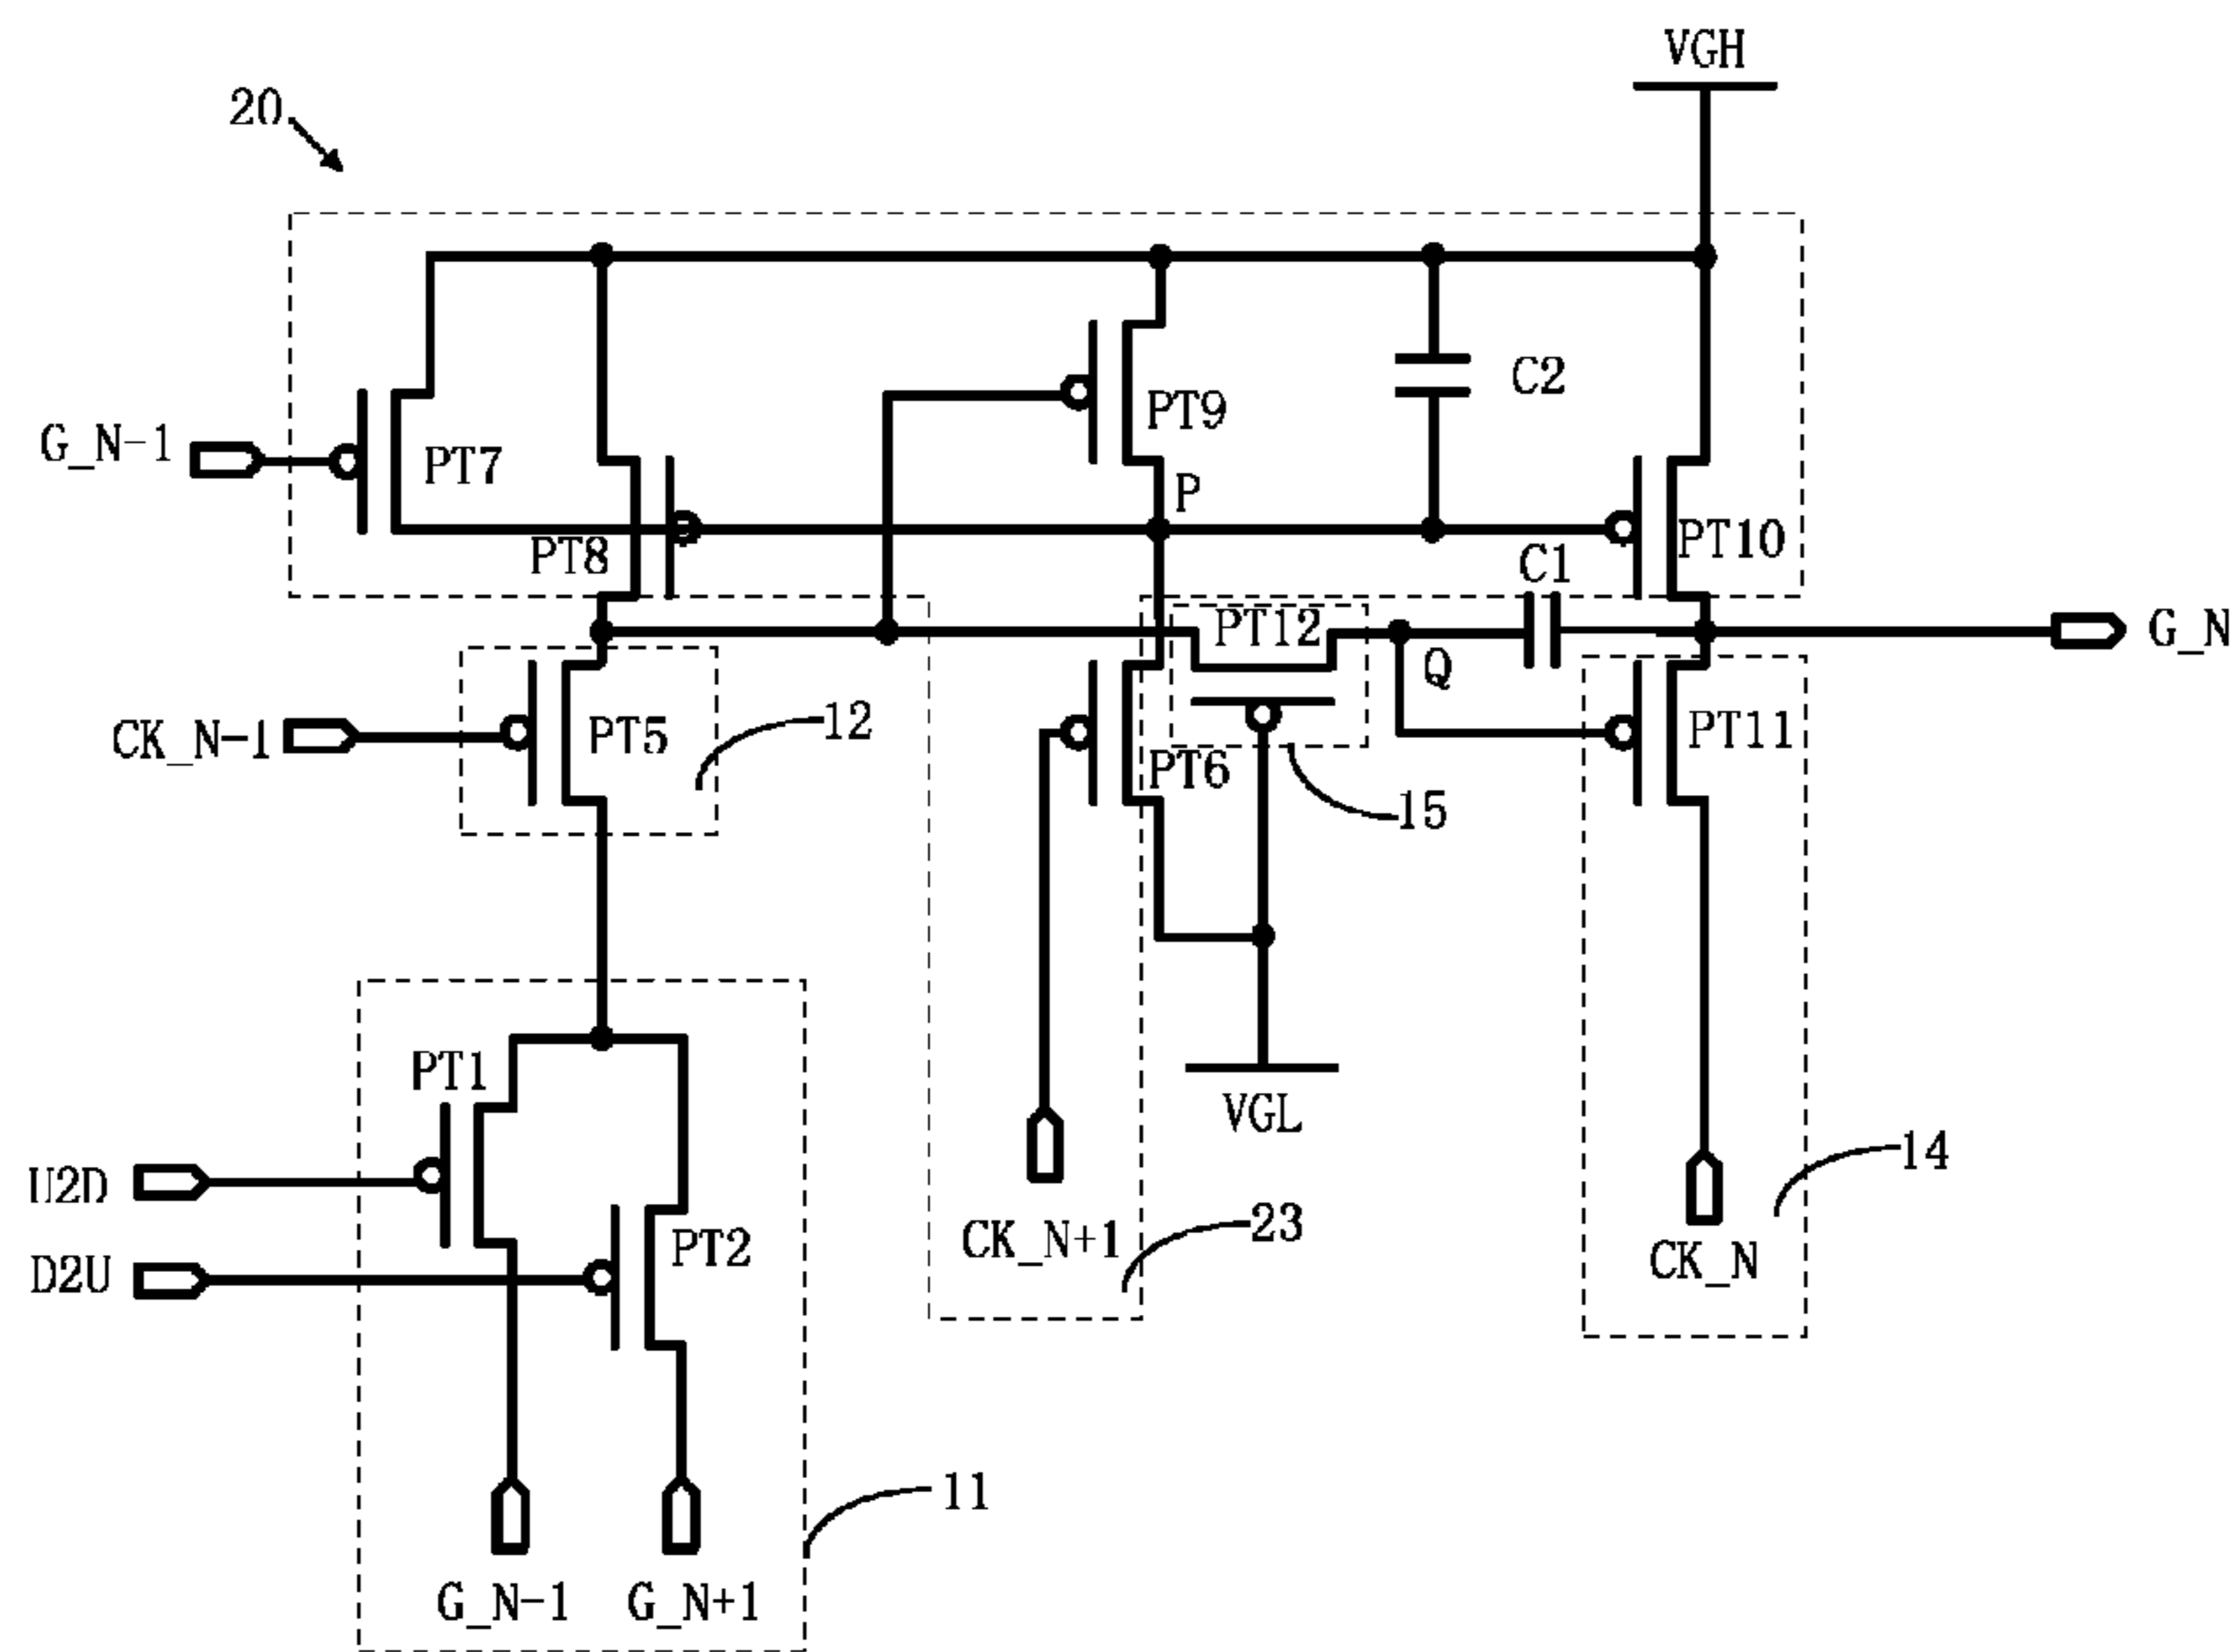 VGH
20
C2
PT9
G_N-1
PT7
P
PT8
PT10
C1
PT12
G_N
Q
CK_N-1
PT5
12
PT11
PT6
15
PT1
VGL
U2D
14
CK_N+1
23
PT2
D2U
CK_N
11
G_N-1
G_N+1